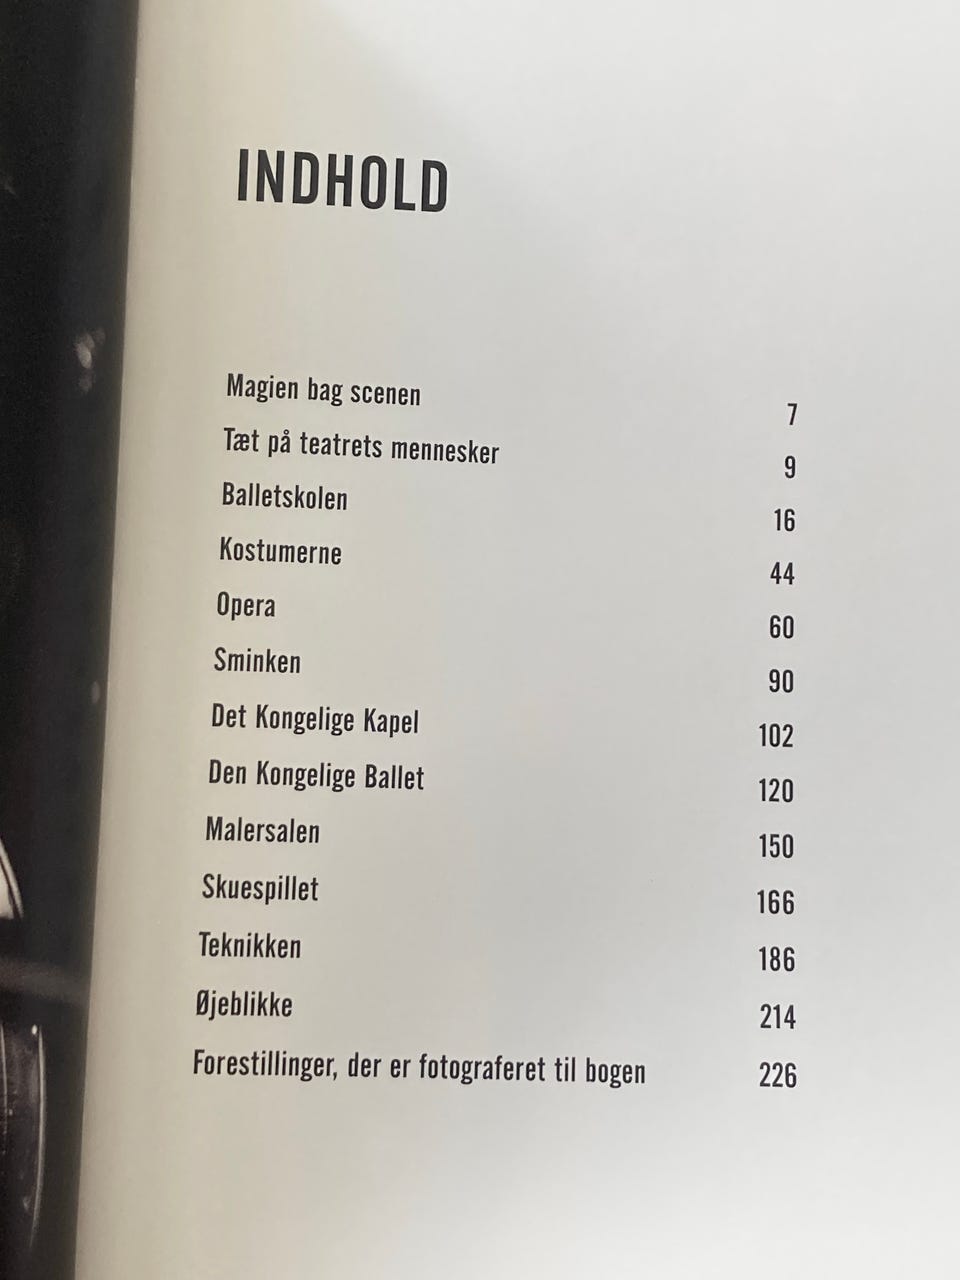 INDHOLD
Magien bag scenen 7
Tæt på teatrets mennesker 9
Balletskolen 16
Kostumerne 44
Opera 60
Sminken 90
Det Kongelige Kapel 102
Den Kongelige Ballet 120
Malersalen 150
Skuespillet 166
Teknikken 186
Øjeblikke 214
Forestillinger, der er fotograferet til bogen 226